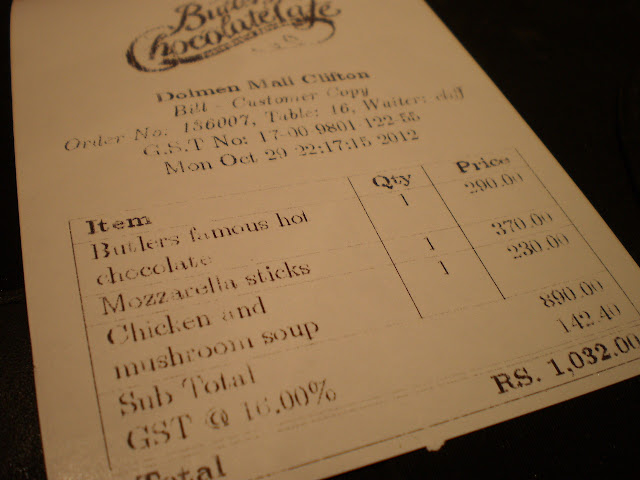 Butlers
Chocolate Café
Dolmen Mall Clifton
Bill - Customer Copy
Order No. 156007, Table: 16, Waiter: cliff
G.S.T No: 17-00-9801-122-55
Mon Oct 29 22:17:15 2012
Item Qty Price
Butlers famous hot 1 290.00
chocolate
Mozzarella sticks 1 370.00
Chicken and 1 230.00
mushroom soup
Sub Total 890.00
GST @ 16.00% 142.40
Total RS. 1,032.00